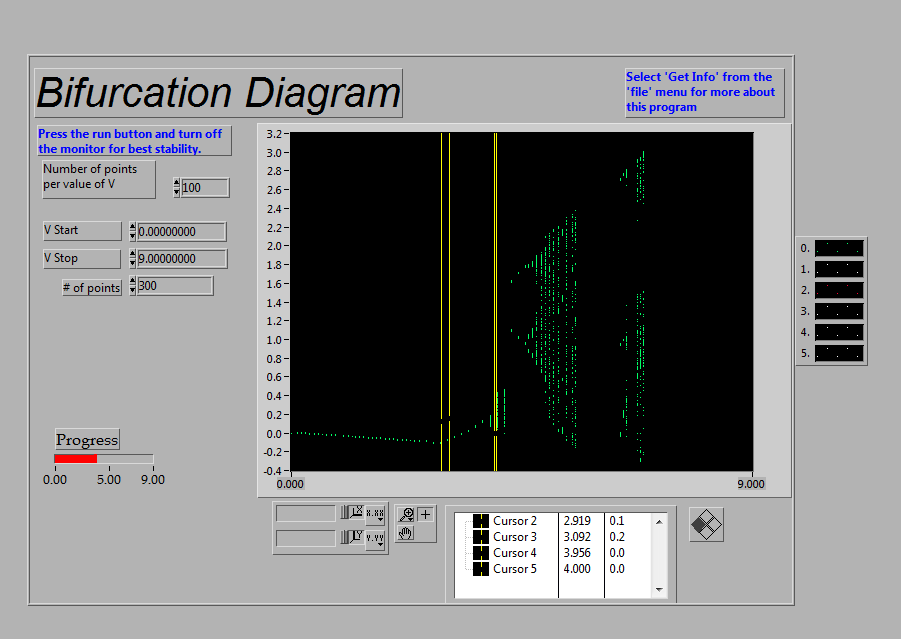 Bifurcation Diagram
Select 'Get Info' from the
'file' menu for more about
this program
Press the run button and turn off
the monitor for best stability.
Number of points
per value of V
100
V Start
0.00000000
V Stop
9.00000000
# of points
300
Progress
0.00 5.00 9.00
3.2
3.0
2.8
2.6
2.4
2.2
2.0
1.8
1.6
1.4
1.2
1.0
0.8
0.6
0.4
0.2
0.0
-0.2
-0.4
0.000 9.000
0.
1.
2.
3.
4.
5.
X.XX
Y.YY
Cursor 2 2.919 0.1
Cursor 3 3.092 0.2
Cursor 4 3.956 0.0
Cursor 5 4.000 0.0